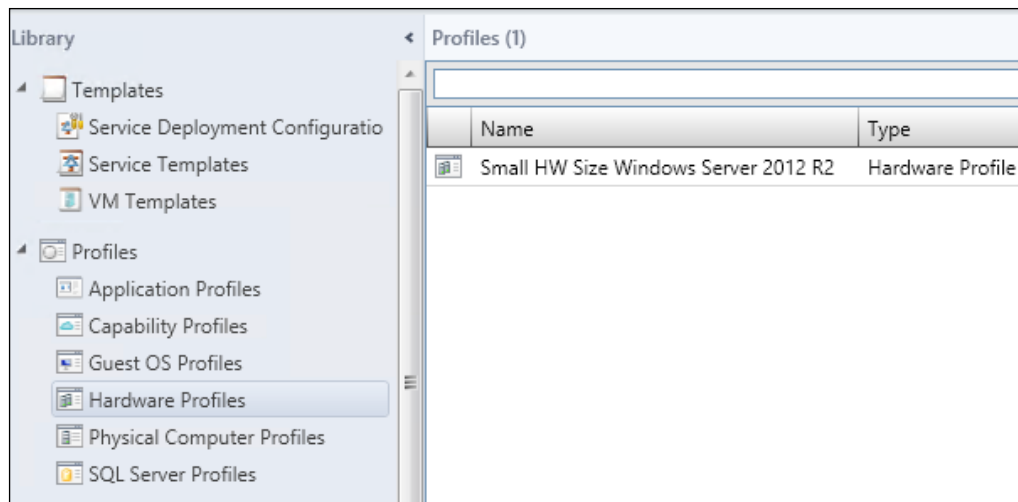 Library
Templates
Service Deployment Configuratio
Service Templates
VM Templates
Profiles
Application Profiles
Capability Profiles
Guest OS Profiles
Hardware Profiles
Physical Computer Profiles
SQL Server Profiles
Profiles (1)
Name Type
Small HW Size Windows Server 2012 R2 Hardware Profile